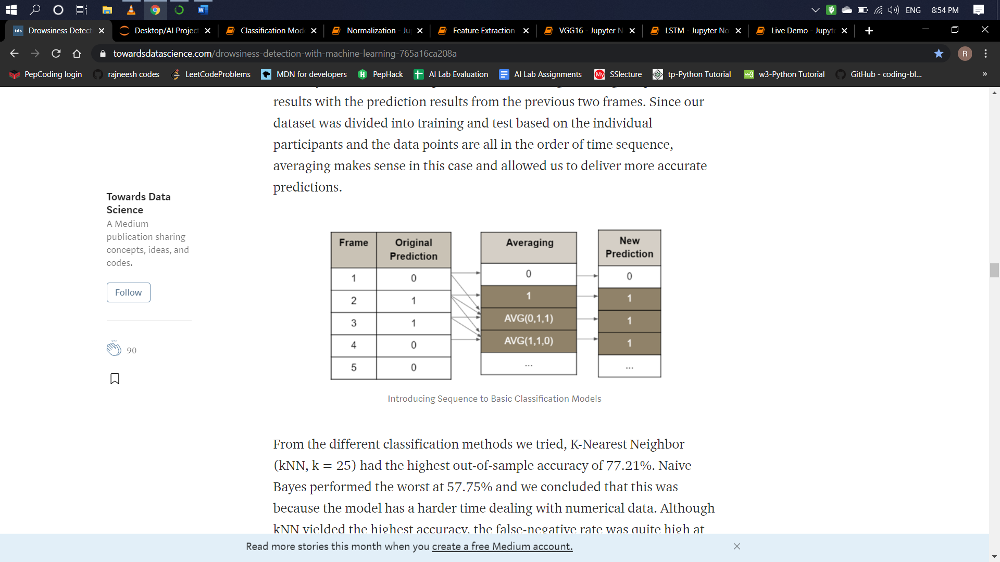 ENG
8:54 PM
tds
Drowsiness Detect
Desktop/AI Project
Classification Mod
Normalization - Ju
Feature Extraction
VGG16 - Jupyter N
LSTM - Jupyter No
Live Demo - Jupyte
towardsdatascience.com/drowsiness-detection-with-machine-learning-765a16ca208a
R
PepCoding login
rajneesh codes
LeetCodeProblems
MDN for developers
H PepHack
AI Lab Evaluation
AI Lab Assignments
My SSlecture
tp-Python Tutorial
w3 w3-Python Tutorial
GitHub - coding-bl...
»
results with the prediction results from the previous two frames. Since our
dataset was divided into training and test based on the individual
participants and the data points are all in the order of time sequence,
averaging makes sense in this case and allowed us to deliver more accurate
predictions.
Towards Data
Science
A Medium
publication sharing
concepts, ideas, and
codes.
Follow
90
Frame Original Prediction Averaging New Prediction
1 0 0 0
2 1 1 1
3 1 AVG(0,1,1) 1
4 0 AVG(1,1,0) 1
5 0 ... ...
Introducing Sequence to Basic Classification Models
From the different classification methods we tried, K-Nearest Neighbor
(kNN, k = 25) had the highest out-of-sample accuracy of 77.21%. Naive
Bayes performed the worst at 57.75% and we concluded that this was
because the model has a harder time dealing with numerical data. Although
kNN yielded the highest accuracy, the false-negative rate was quite high at
Read more stories this month when you create a free Medium account.